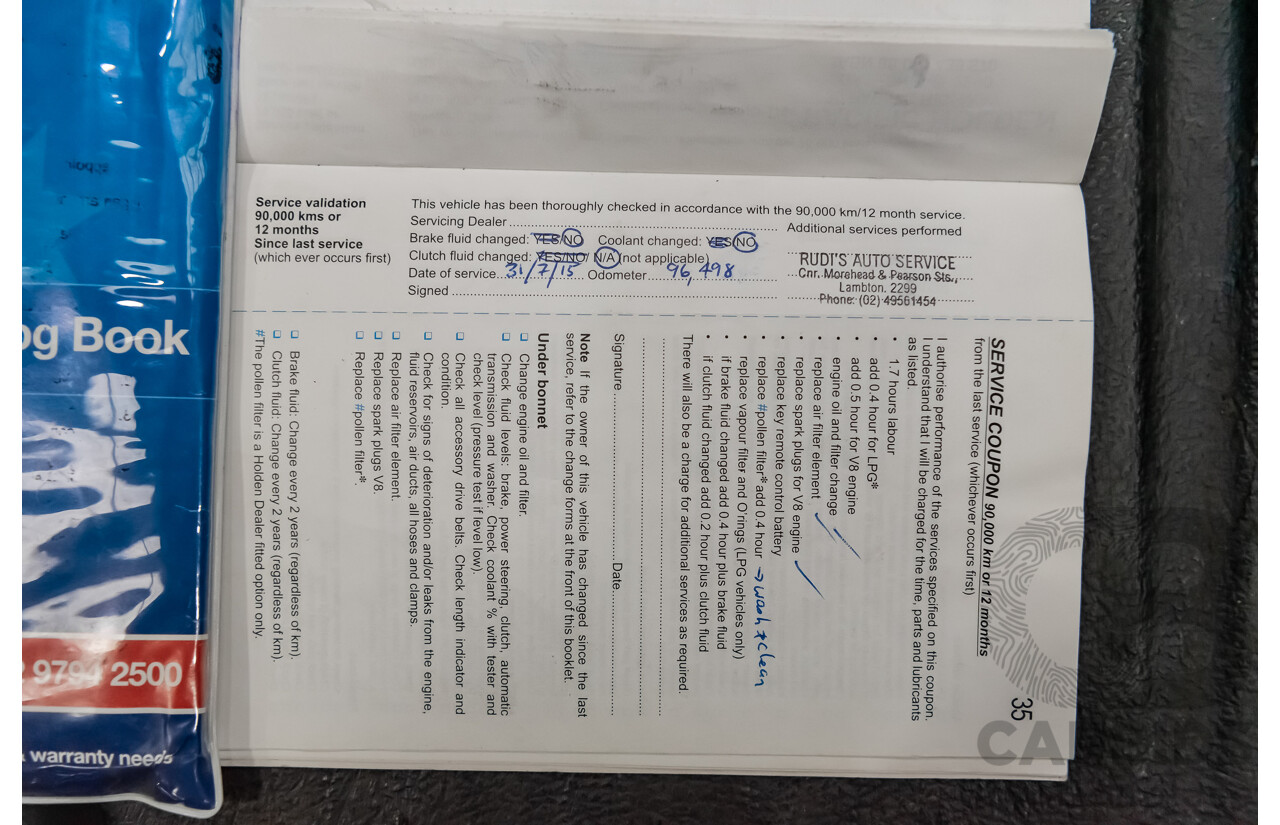 Service validation
90,000 kms or
12 months
Since last service
(which ever occurs first)
This vehicle has been thoroughly checked in accordance with the 90,000 km/12 month service.
Servicing Dealer
Additional services performed
Brake fluid changed: YES/NO Coolant changed: YES/NO
Clutch fluid changed: YES/NO/ N/A (not applicable)
Date of service 31/7/15 Odometer 96,498
Signed
RUDI'S AUTO SERVICE
Cnr. Morehead & Pearson Sts.,
Lambton. 2299
Phone: (02) 49561454
35
SERVICE COUPON 90,000 km or 12 months
from the last service (whichever occurs first)
I authorise performance of the services specified on this coupon.
I understand that I will be charged for the time, parts and lubricants
as listed.
• 1.7 hours labour
• add 0.4 hour for LPG*
• add 0.5 hour for V8 engine
• engine oil and filter change
• replace air filter element
• replace spark plugs for V8 engine
• replace key remote control battery
• replace #pollen filter* add 0.4 hour → wash & clean
• replace vapour filter and O'rings (LPG vehicles only)
• if brake fluid changed add 0.4 hour plus brake fluid
• if clutch fluid changed add 0.2 hour plus clutch fluid
There will also be a charge for additional services as required.
Signature Date
Note If the owner of this vehicle has changed since the last
service, refer to the change forms at the front of this booklet.
Under bonnet
❑ Change engine oil and filter.
❑ Check fluid levels: brake, power steering, clutch, automatic
transmission and washer. Check coolant % with tester and
check level (pressure test if level low).
❑ Check all accessory drive belts. Check length indicator and
condition.
❑ Check for signs of deterioration and/or leaks from the engine,
fluid reservoirs, air ducts, all hoses and clamps.
❑ Replace air filter element.
❑ Replace spark plugs V8.
❑ Replace #pollen filter*.
❑ Brake fluid: Change every 2 years (regardless of km).
❑ Clutch fluid: Change every 2 years (regardless of km).
#The pollen filter is a Holden Dealer fitted option only.
og Book
9794 2500
warranty needs